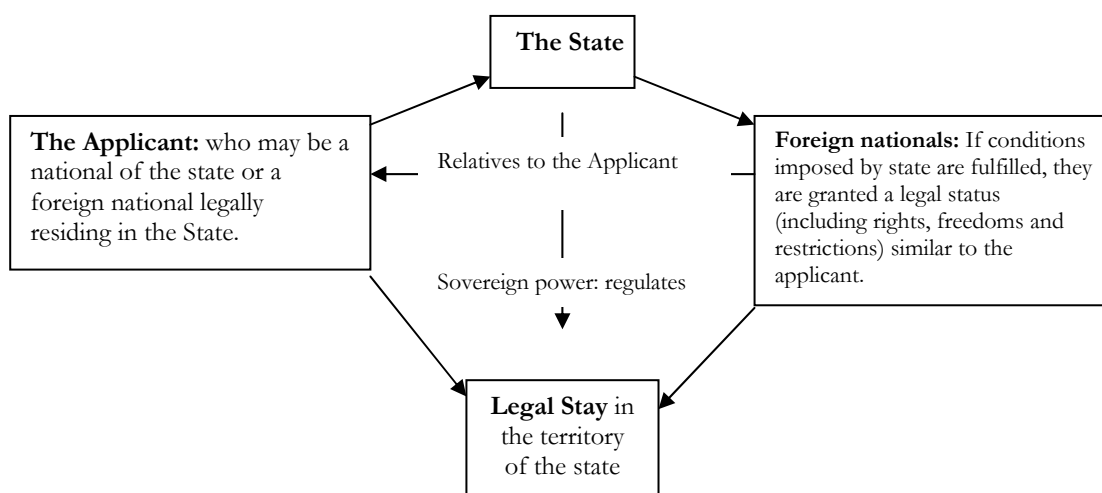 The State
The Applicant: who may be a
national of the state or a
foreign national legally
residing in the State.
Relatives to the Applicant
Foreign nationals: If conditions
imposed by state are fulfilled, they
are granted a legal status
(including rights, freedoms and
restrictions) similar to the
applicant.
Sovereign power: regulates
Legal Stay in
the territory
of the state